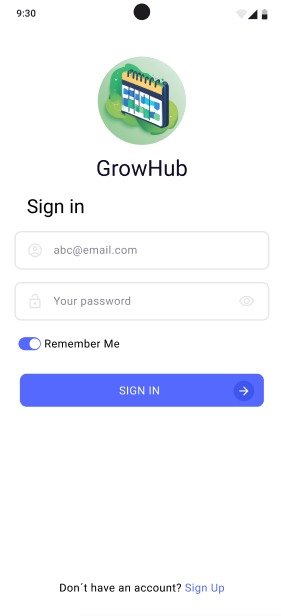 9:30
GrowHub
Sign in
abc@email.com
Your password
Remember Me
SIGN IN
Don´t have an account? Sign Up